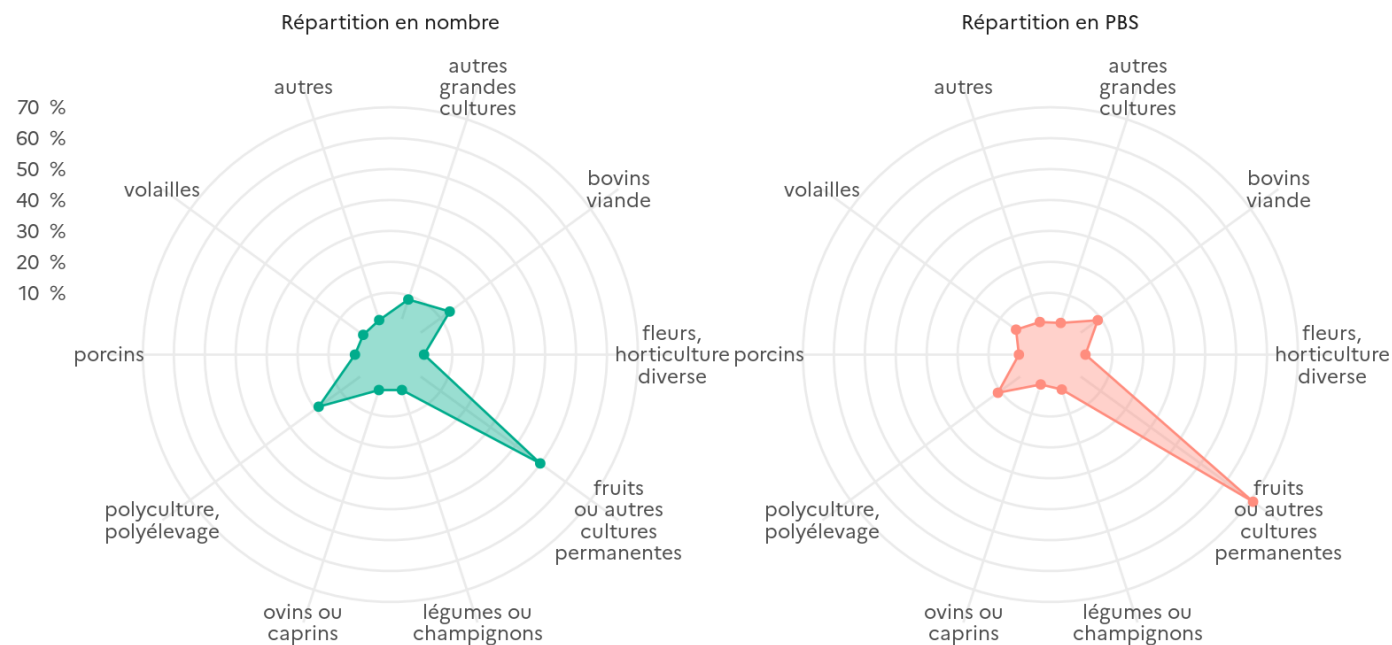 Répartition en nombre
autres
autres
grandes
cultures
70 %
60 %
50 %
40 %
30 %
20 %
10 %
volailles
bovins
viande
porcins
fleurs,
horticulture
diverse
polyculture,
polyélevage
fruits
ou autres
cultures
permanentes
ovins ou
caprins
légumes ou
champignons
Répartition en PBS
autres
autres
grandes
cultures
volailles
bovins
viande
porcins
fleurs,
horticulture
diverse
polyculture,
polyélevage
fruits
ou autres
cultures
permanentes
ovins ou
caprins
légumes ou
champignons